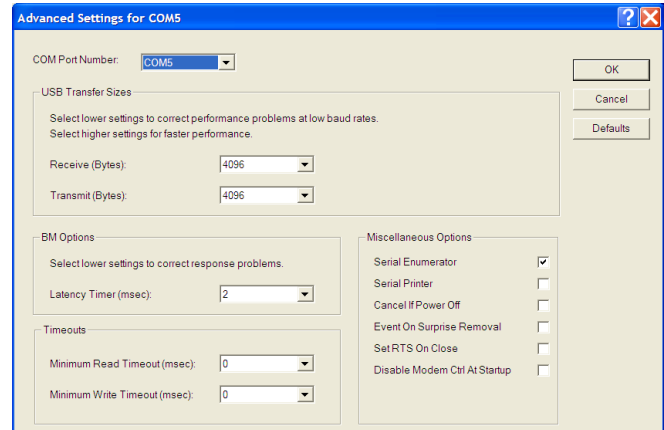 Advanced Settings for COM5
COM Port Number: COM5
OK
Cancel
Defaults
USB Transfer Sizes
Select lower settings to correct performance problems at low baud rates.
Select higher settings for faster performance.
Receive (Bytes): 4096
Transmit (Bytes): 4096
BM Options
Select lower settings to correct response problems.
Latency Timer (msec): 2
Timeouts
Minimum Read Timeout (msec): 0
Minimum Write Timeout (msec): 0
Miscellaneous Options
Serial Enumerator
Serial Printer
Cancel If Power Off
Event On Surprise Removal
Set RTS On Close
Disable Modem Ctrl At Startup